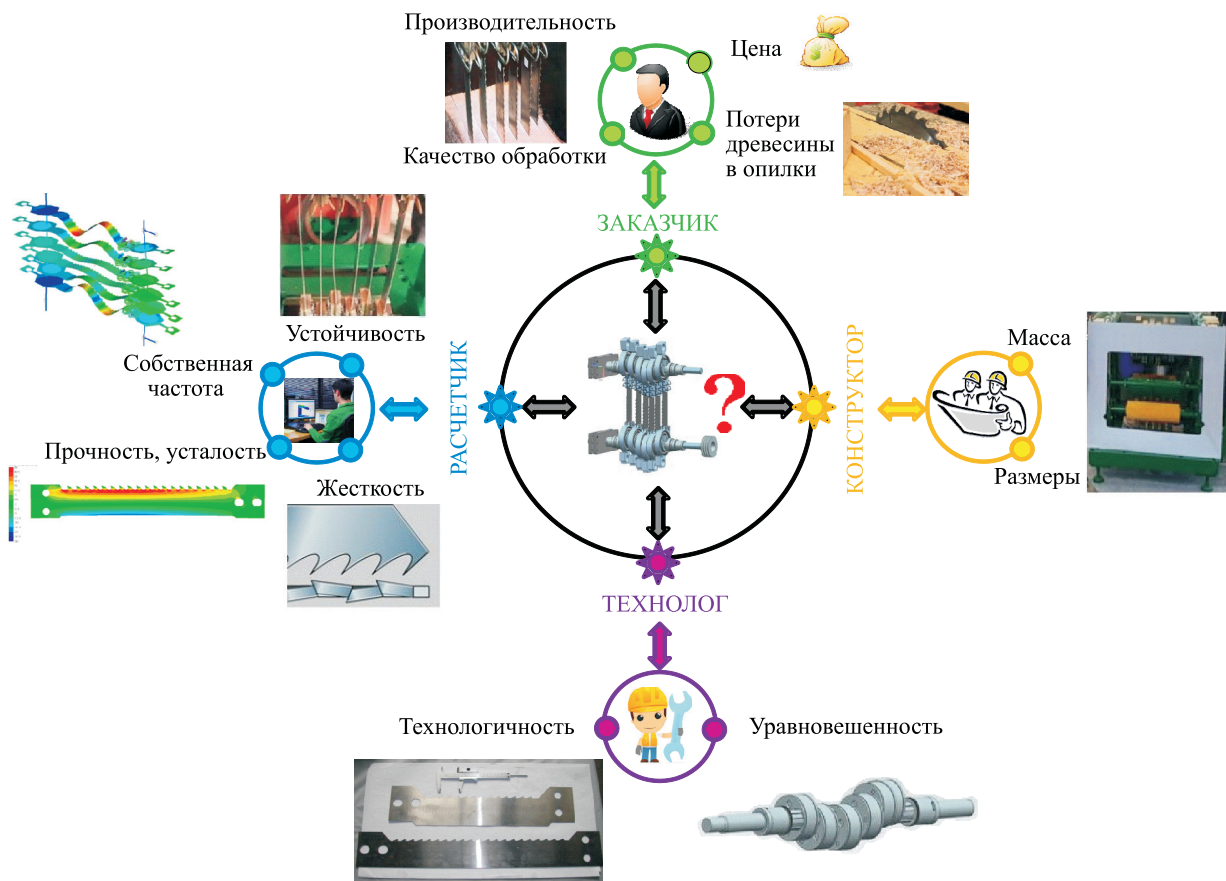 Производительность
Цена
Качество обработки
Потери
древесины
в опилки
ЗАКАЗЧИК
Устойчивость
Собственная
частота
Прочность, усталость
Жесткость
РАСЧЕТЧИК
?
КОНСТРУКТОР
Масса
Размеры
ТЕХНОЛОГ
Технологичность
Уравновешенность